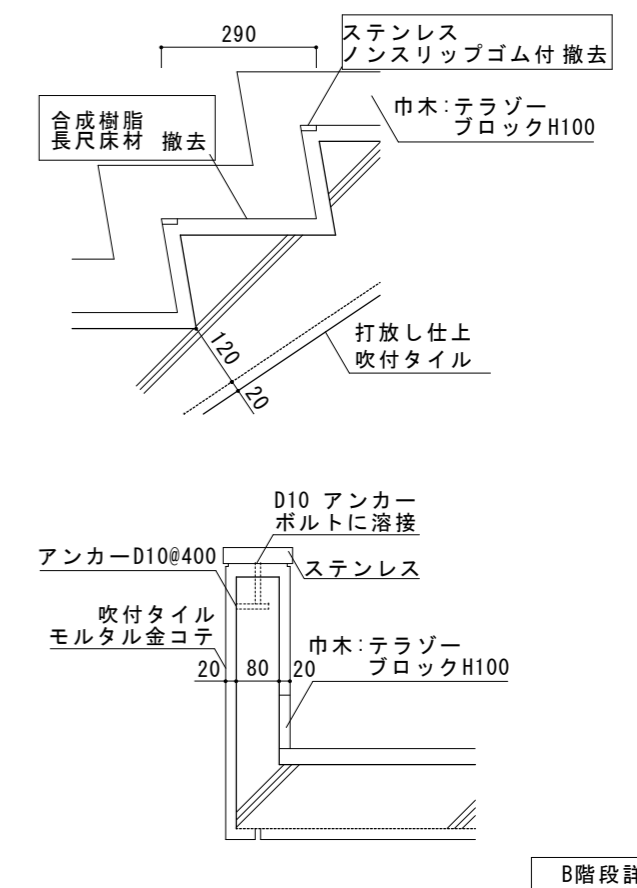 290
ステンレス
ノンスリップゴム付 撤去
合成樹脂
長尺床材 撤去
巾木:テラゾー
ブロックH100
120
20
打放し仕上
吹付タイル
D10 アンカー
ボルトに溶接
アンカーD10@400
ステンレス
吹付タイル
モルタル金コテ
巾木:テラゾー
ブロックH100
20 80 20
B階段詳